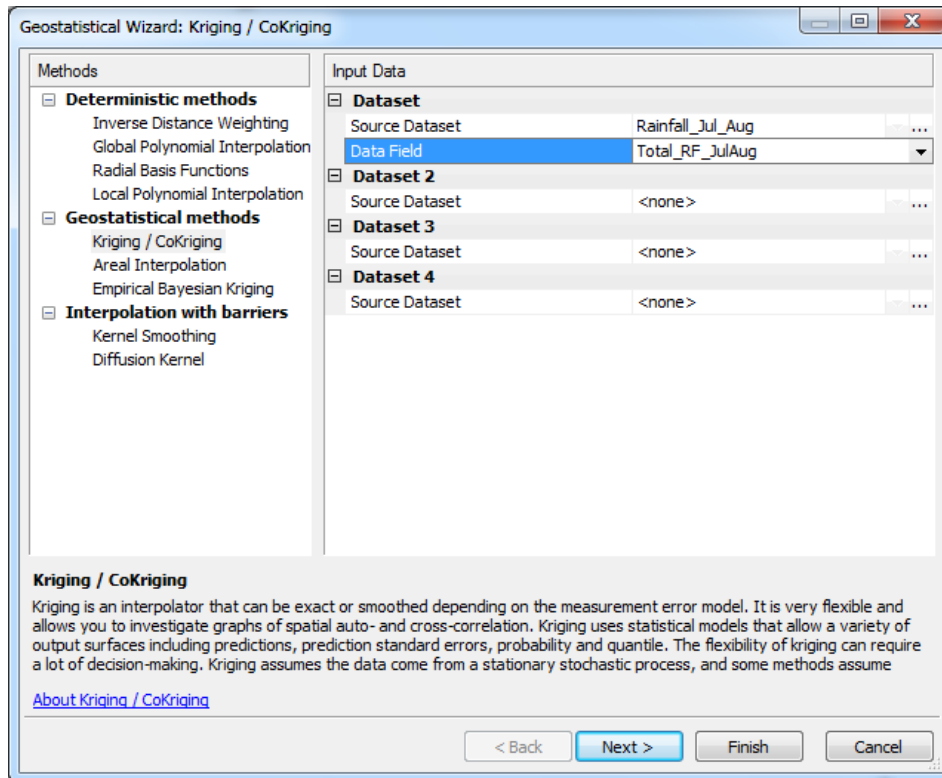 Geostatistical Wizard: Kriging / CoKriging
Methods
Deterministic methods
Inverse Distance Weighting
Global Polynomial Interpolation
Radial Basis Functions
Local Polynomial Interpolation
Geostatistical methods
Kriging / CoKriging
Areal Interpolation
Empirical Bayesian Kriging
Interpolation with barriers
Kernel Smoothing
Diffusion Kernel
Input Data
Dataset
Source Dataset Rainfall_Jul_Aug ...
Data Field Total_RF_JulAug
Dataset 2
Source Dataset <none> ...
Dataset 3
Source Dataset <none> ...
Dataset 4
Source Dataset <none> ...
Kriging / CoKriging
Kriging is an interpolator that can be exact or smoothed depending on the measurement error model. It is very flexible and
allows you to investigate graphs of spatial auto- and cross-correlation. Kriging uses statistical models that allow a variety of
output surfaces including predictions, prediction standard errors, probability and quantile. The flexibility of kriging can require
a lot of decision-making. Kriging assumes the data come from a stationary stochastic process, and some methods assume
About Kriging / CoKriging
< Back Next > Finish Cancel